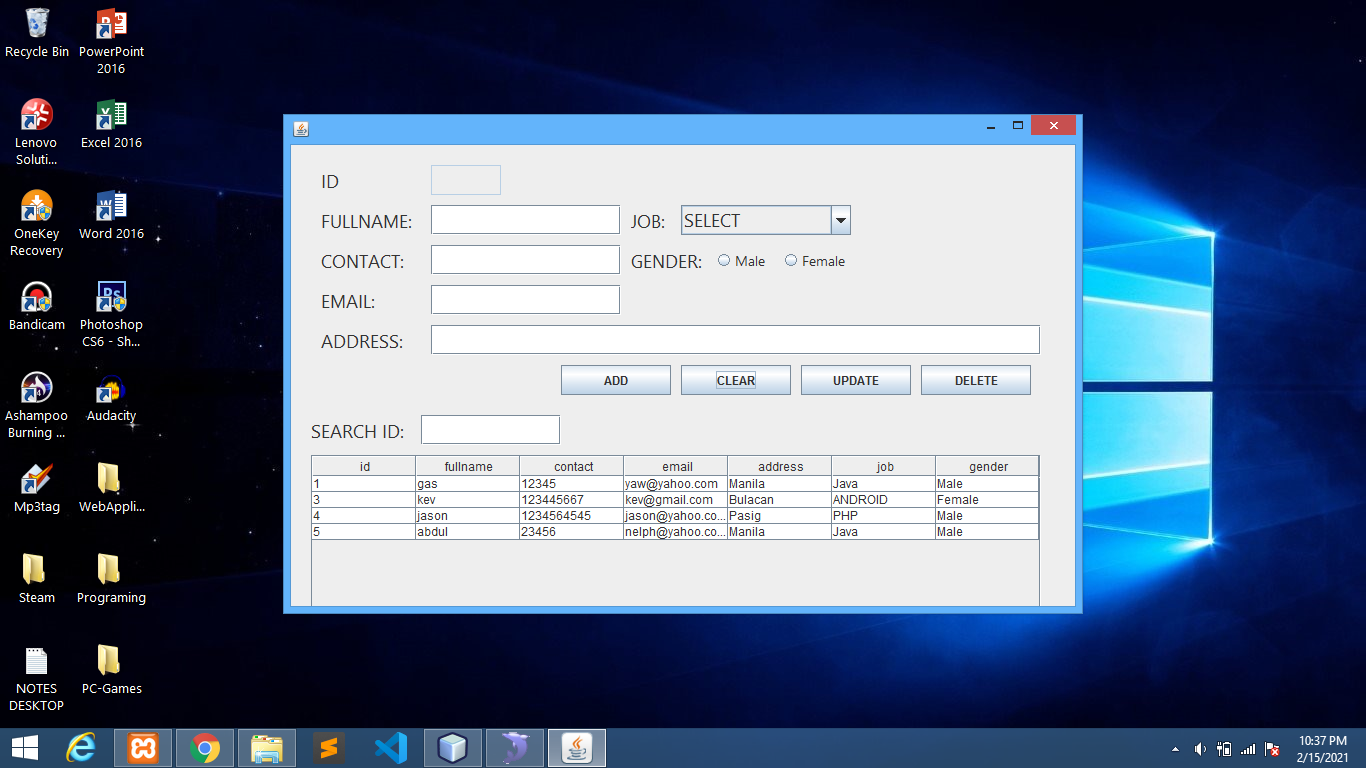 Recycle Bin
PowerPoint
2016
Lenovo
Soluti...
Excel 2016
OneKey
Recovery
Word 2016
Bandicam
Photoshop
CS6 - Sh...
Ashampoo
Burning ...
Audacity
Mp3tag
WebAppli...
Steam
Programing
NOTES
DESKTOP
PC-Games
ID
FULLNAME:
JOB: SELECT
CONTACT:
GENDER: Male Female
EMAIL:
ADDRESS:
ADD CLEAR UPDATE DELETE
SEARCH ID:
id fullname contact email address job gender
1 gas 12345 yaw@yahoo.com Manila Java Male
3 kev 123445667 kev@gmail.com Bulacan ANDROID Female
4 jason 1234564545 jason@yahoo.co... Pasig PHP Male
5 abdul 23456 nelph@yahoo.co... Manila Java Male
10:37 PM
2/15/2021